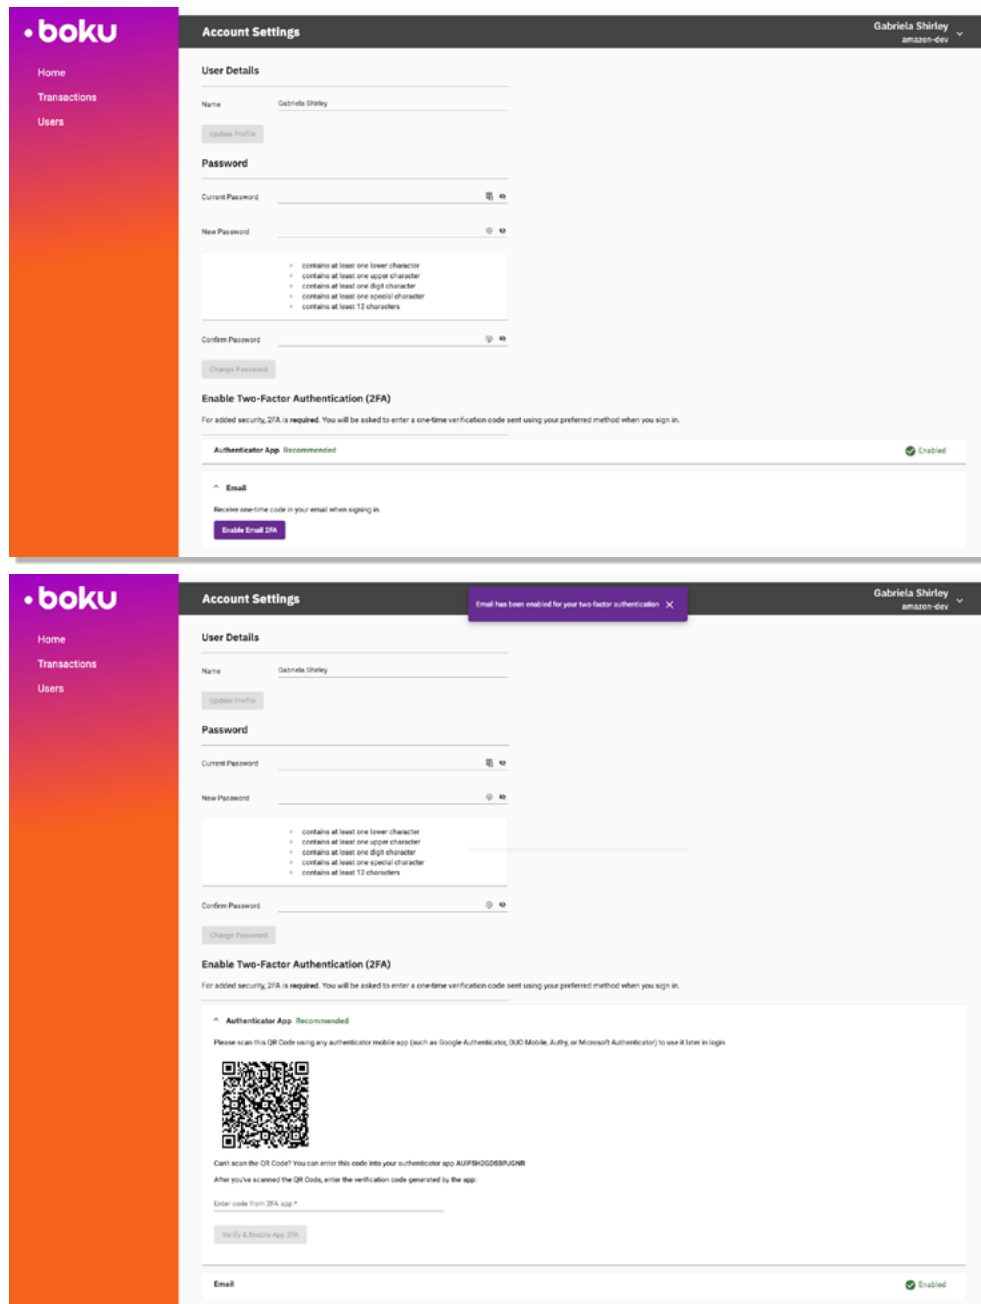 boku
Account Settings
Gabriela Shirley
amazon-dev
Home
Transactions
Users
User Details
Name
Gabriela Shirley
Update Profile
Password
Current Password
New Password
contains at least one lower character
contains at least one upper character
contains at least one digit character
contains at least one special character
contains at least 12 characters
Confirm Password
Change Password
Enable Two-Factor Authentication (2FA)
For added security, 2FA is required. You will be asked to enter a one-time verification code sent using your preferred method when you sign in.
Authenticator App Recommended
Enabled
Email
Receive one-time code in your email when signing in.
Enable Email 2FA
boku
Account Settings
Email has been enabled for your two-factor authentication
Gabriela Shirley
amazon-dev
Home
Transactions
Users
User Details
Name
Gabriela Shirley
Update Profile
Password
Current Password
New Password
contains at least one lower character
contains at least one upper character
contains at least one digit character
contains at least one special character
contains at least 12 characters
Confirm Password
Change Password
Enable Two-Factor Authentication (2FA)
For added security, 2FA is required. You will be asked to enter a one-time verification code sent using your preferred method when you sign in.
Authenticator App Recommended
Please scan this QR Code using any authenticator mobile app (such as Google Authenticator, DUO Mobile, Authy, or Microsoft Authenticator) to use it later in login.
Can't scan the QR Code? You can enter this code into your authenticator app
After you've scanned the QR Code, enter the verification code generated by the app:
Enter code from 2FA app *
Verify & Enable App 2FA
Email
Enabled